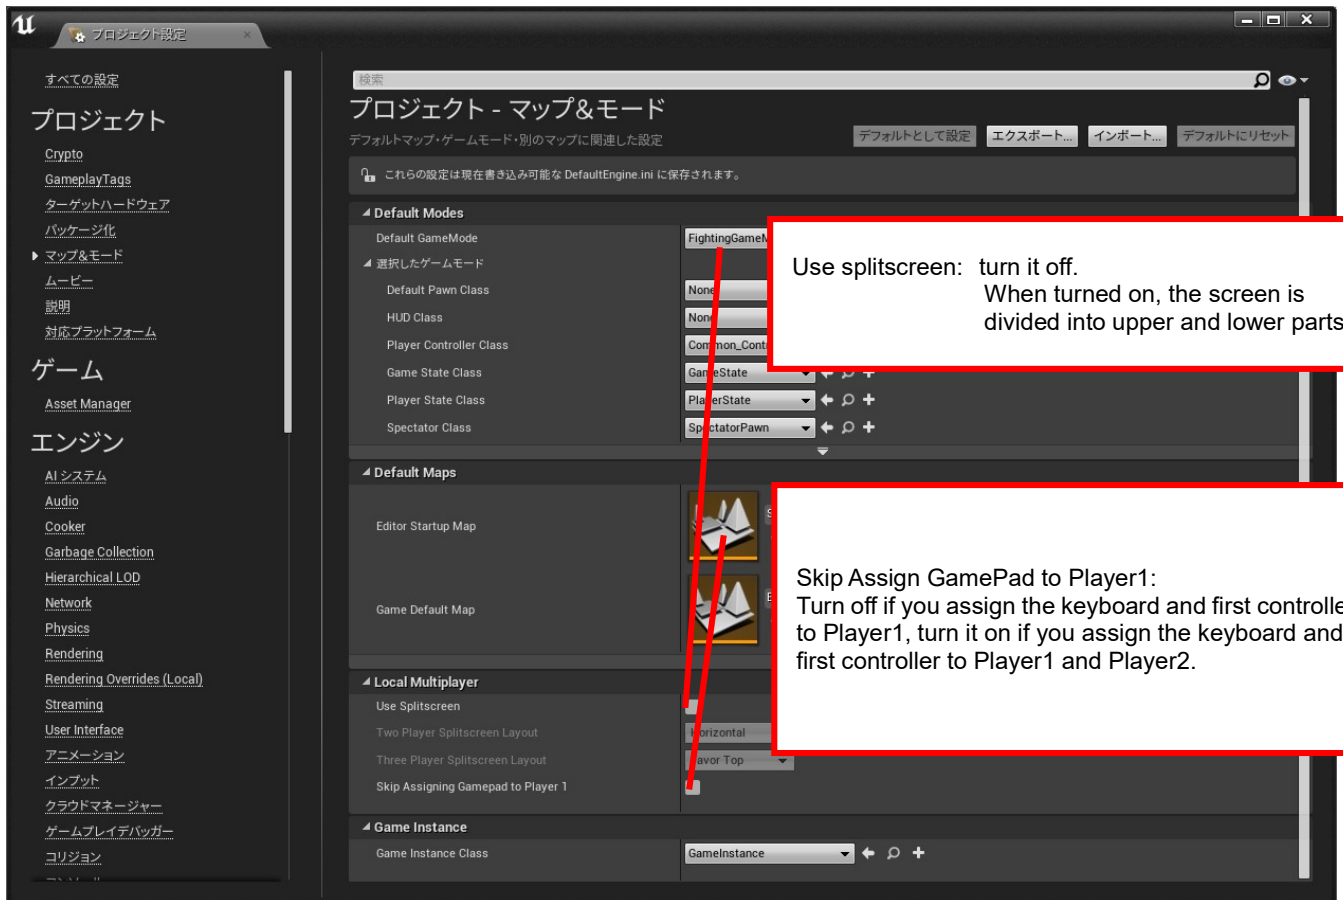 プロジェクト設定
すべての設定
プロジェクト
Crypto
GameplayTags
ターゲットハードウェア
パッケージ化
マップ&モード
ムービー
説明
対応プラットフォーム
ゲーム
Asset Manager
エンジン
AI システム
Audio
Cooker
Garbage Collection
Hierarchical LOD
Network
Physics
Rendering
Rendering Overrides (Local)
Streaming
User Interface
アニメーション
インプット
クラウドマネージャー
ゲームプレイデバッガー
コリジョン
検索
プロジェクト - マップ&モード
デフォルトマップ・ゲームモード・別のマップに関連した設定
デフォルトとして設定
エクスポート...
インポート...
デフォルトにリセット
これらの設定は現在書き込み可能な DefaultEngine.ini に保存されます。
Default Modes
Default GameMode
FightingGameM
選択したゲームモード
Default Pawn Class
None
HUD Class
None
Player Controller Class
Common_Cont
Game State Class
GameState
Player State Class
PlayerState
Spectator Class
SpectatorPawn
Use splitscreen: turn it off.
When turned on, the screen is
divided into upper and lower parts
Default Maps
Editor Startup Map
Game Default Map
Skip Assign GamePad to Player1:
Turn off if you assign the keyboard and first controlle
to Player1, turn it on if you assign the keyboard and
first controller to Player1 and Player2.
Local Multiplayer
Use Splitscreen
Two Player Splitscreen Layout
Horizontal
Three Player Splitscreen Layout
Favor Top
Skip Assigning Gamepad to Player 1
Game Instance
Game Instance Class
GameInstance